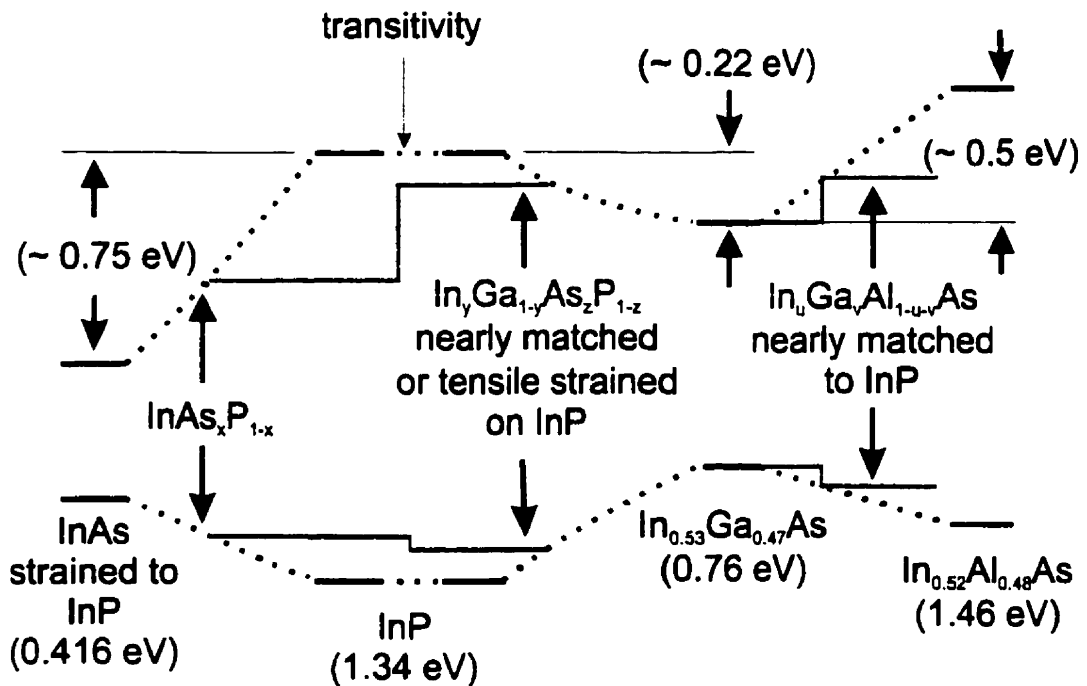 transitivity
(~ 0.22 eV)
(~ 0.5 eV)
(~ 0.75 eV)
InAsₓP₁₋ₓ
InᵧGa₁₋ᵧAs_zP₁₋z
nearly matched
or tensile strained
on InP
InᵤGaᵥAl₁₋ᵤ₋ᵥAs
nearly matched
to InP
InAs
strained to
InP
(0.416 eV)
InP
(1.34 eV)
In₀.₅₃Ga₀.₄₇As
(0.76 eV)
In₀.₅₂Al₀.₄₈As
(1.46 eV)